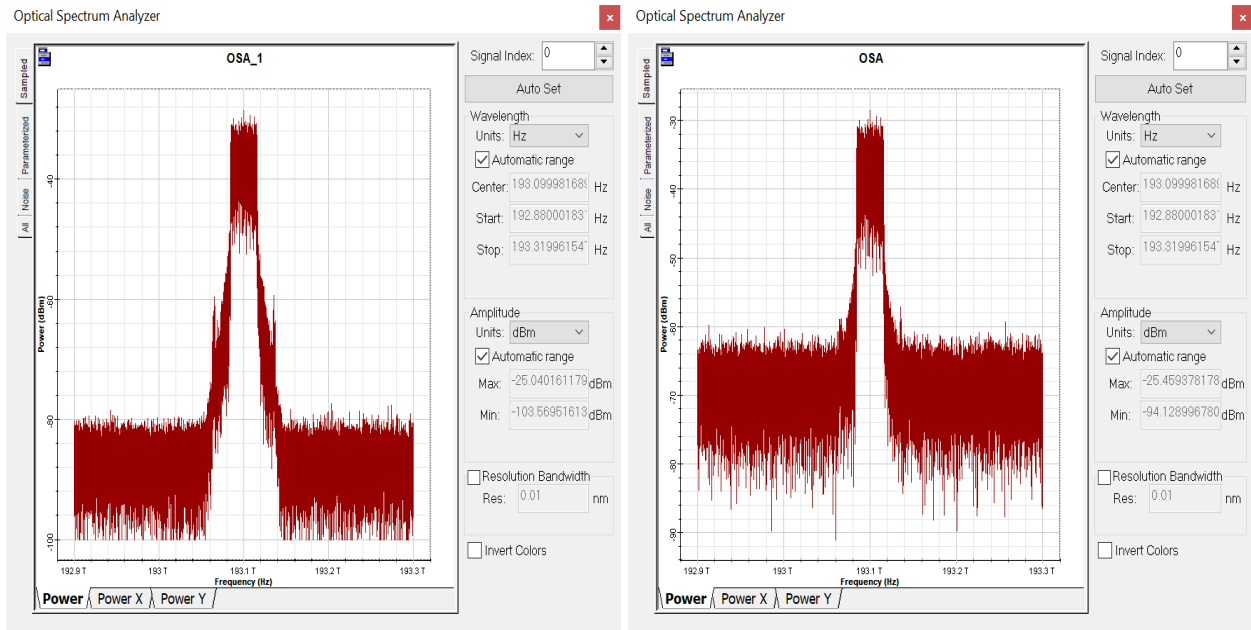 Optical Spectrum Analyzer
x
OSA_1
Sampled
Parameterized
Noise
All
Power (dBm)
-40
-60
-80
-100
192.9 T
193 T
193.1 T
193.2 T
193.3 T
Frequency (Hz)
Power
Power X
Power Y
Signal Index:
0
Auto Set
Wavelength
Units: Hz
Automatic range
Center: 193.09998168 Hz
Start: 192.88000183 Hz
Stop: 193.31996154 Hz
Amplitude
Units: dBm
Automatic range
Max: -25.040161179 dBm
Min: -103.56951613 dBm
Resolution Bandwidth
Res: 0.01 nm
Invert Colors
Optical Spectrum Analyzer
x
OSA
Sampled
Parameterized
Noise
All
Power (dBm)
-30
-40
-50
-60
-70
-80
-90
192.9 T
193 T
193.1 T
193.2 T
193.3 T
Frequency (Hz)
Power
Power X
Power Y
Signal Index:
0
Auto Set
Wavelength
Units: Hz
Automatic range
Center: 193.09998168 Hz
Start: 192.88000183 Hz
Stop: 193.31996154 Hz
Amplitude
Units: dBm
Automatic range
Max: -25.459378178 dBm
Min: -94.128996780 dBm
Resolution Bandwidth
Res: 0.01 nm
Invert Colors